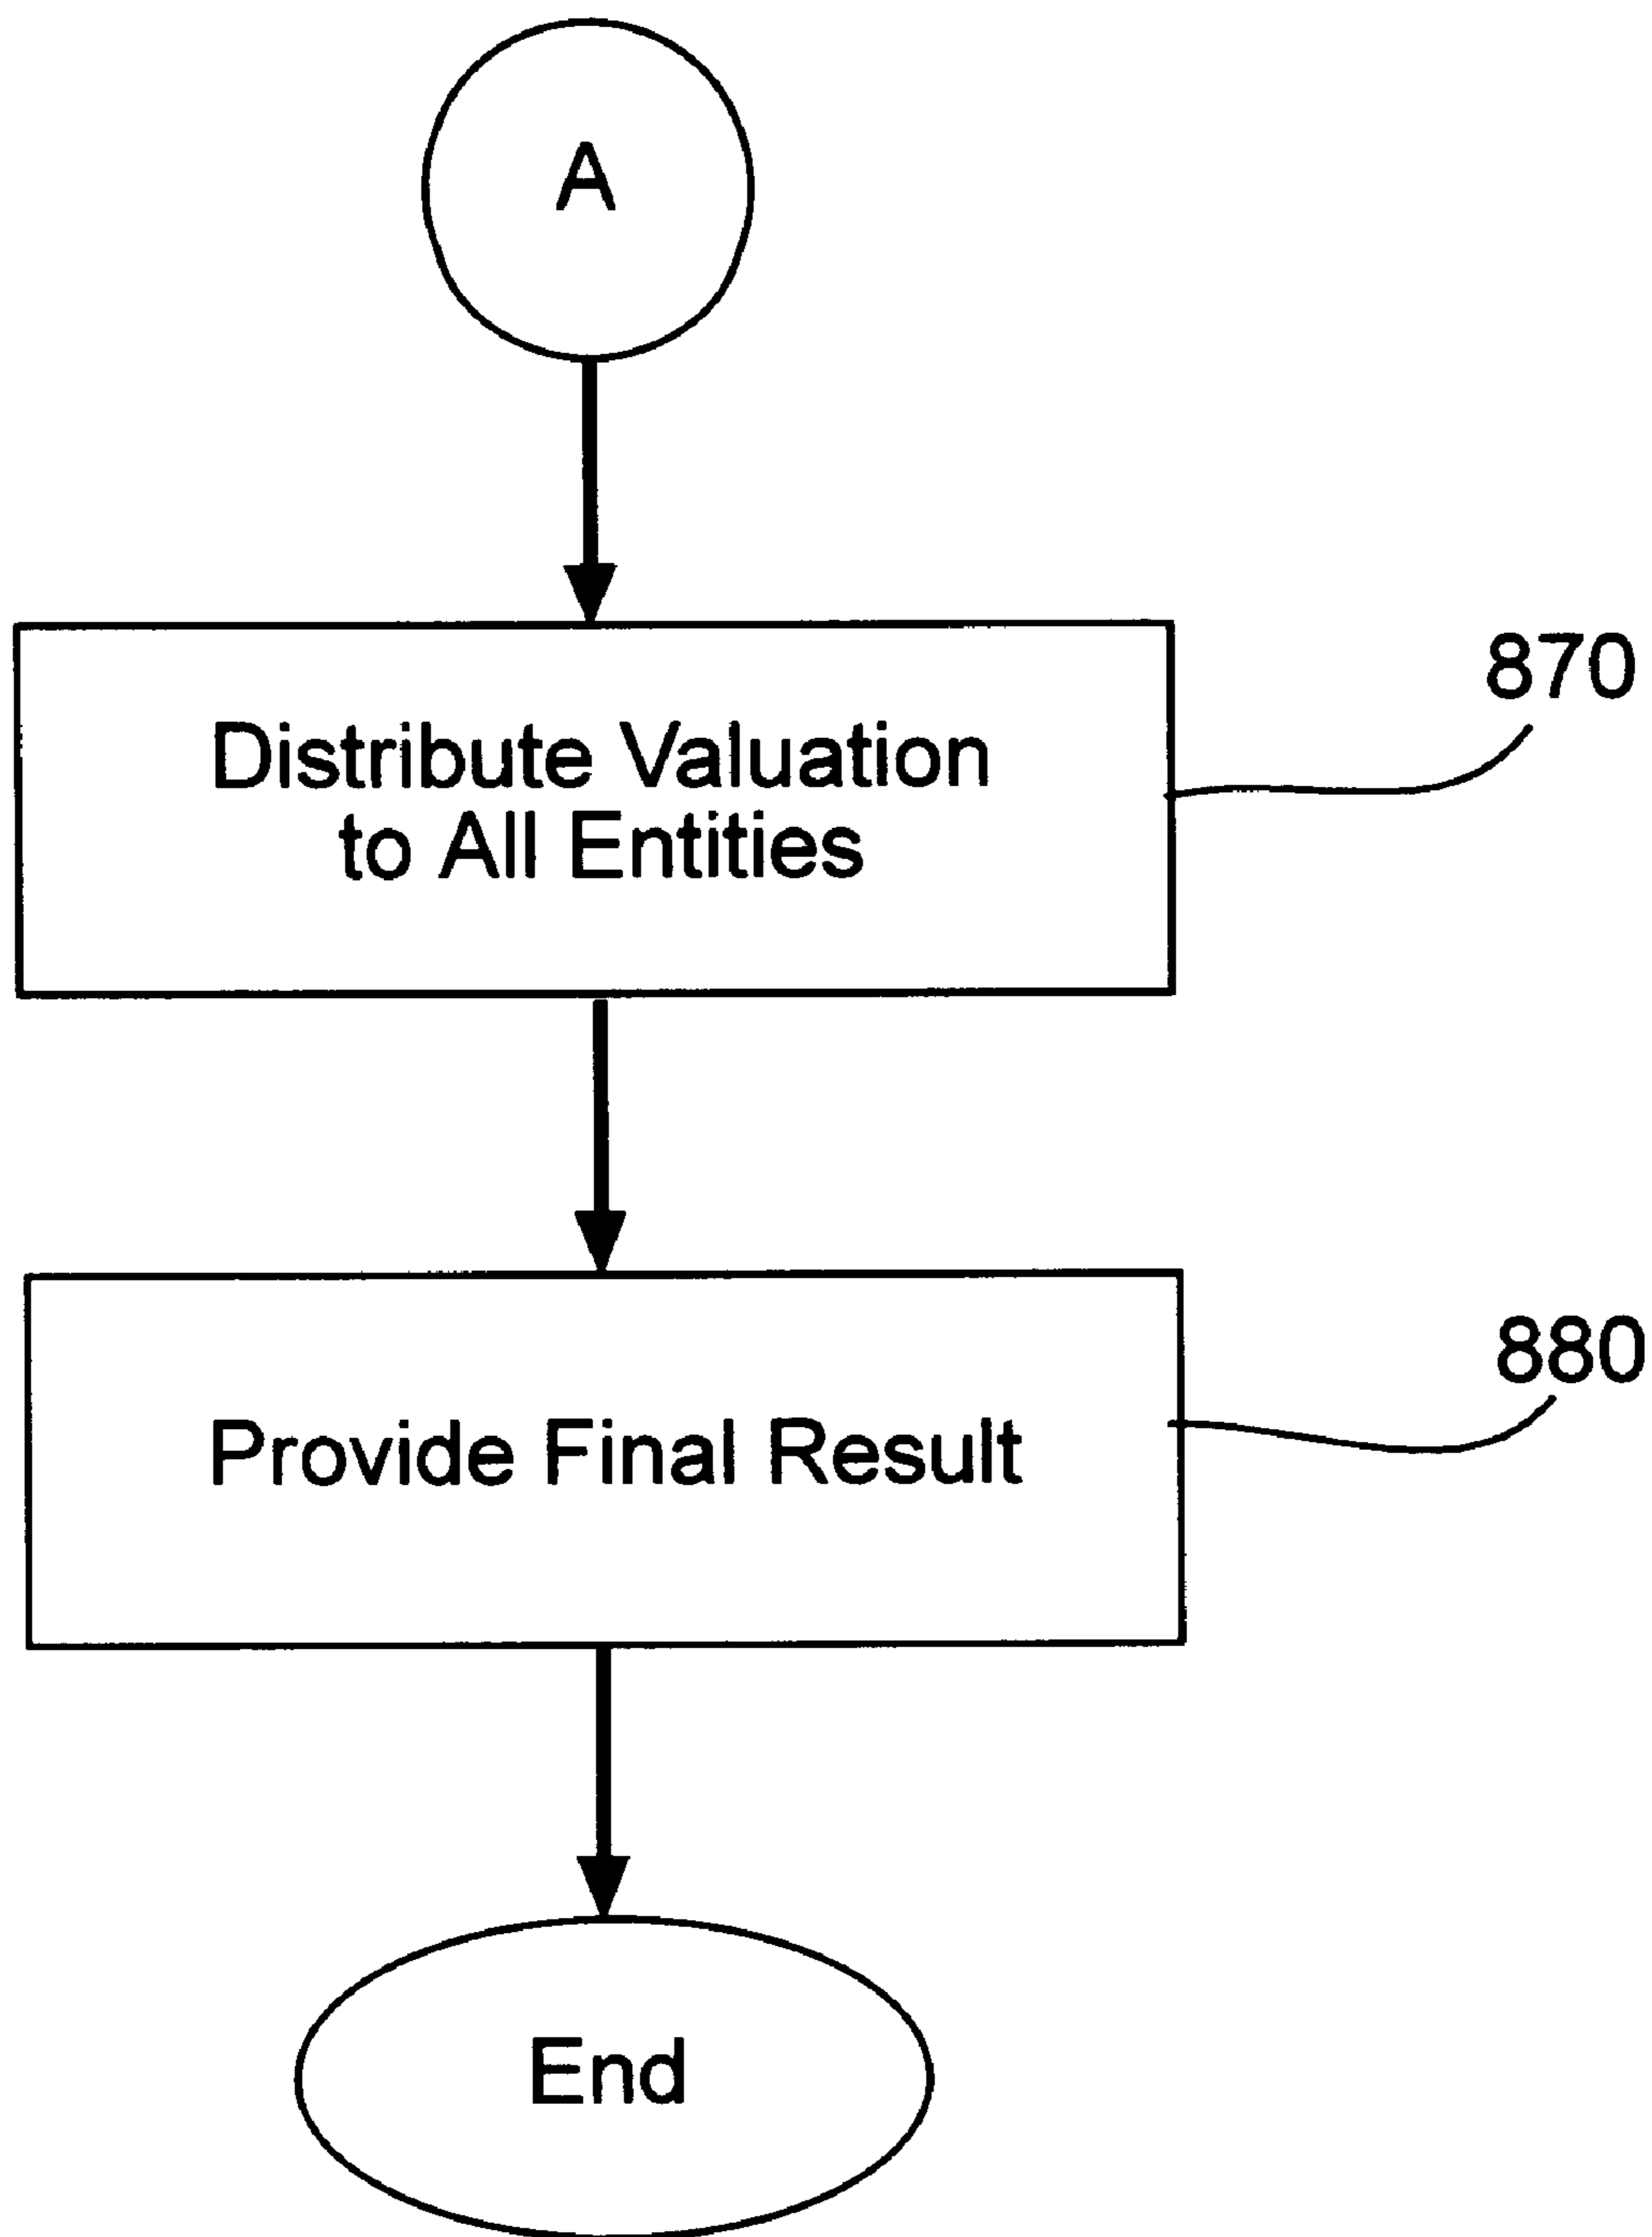 A
870
Distribute Valuation
to All Entities
880
Provide Final Result
End